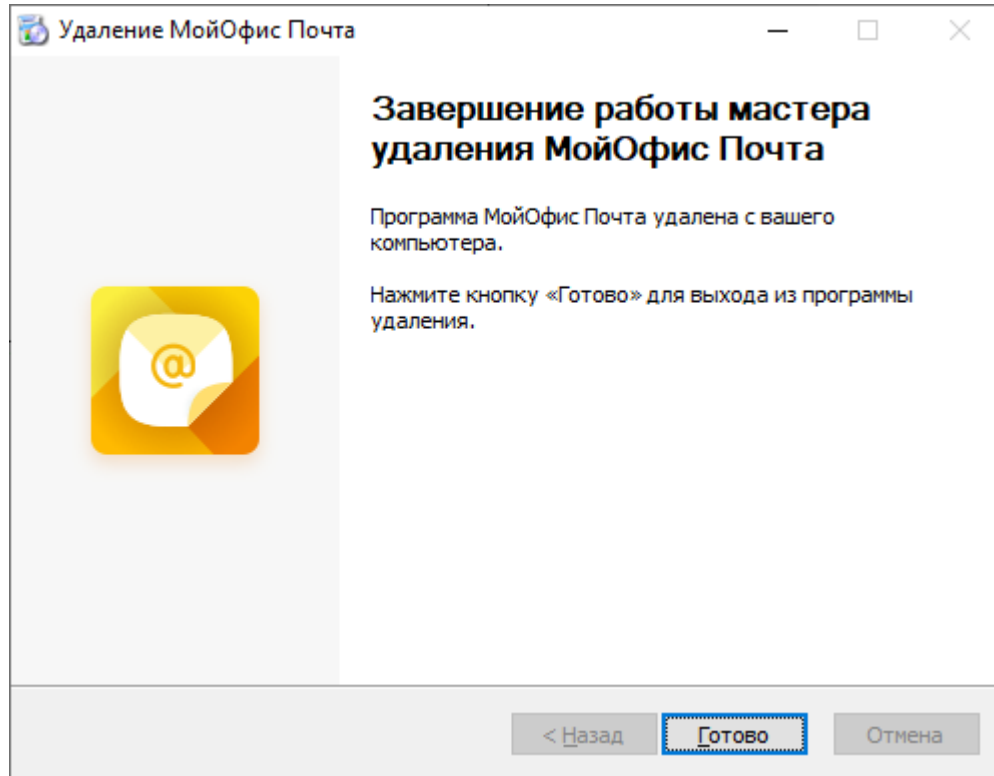 Удаление МойОфис Почта
Завершение работы мастера
удаления МойОфис Почта
Программа МойОфис Почта удалена с вашего
компьютера.
Нажмите кнопку «Готово» для выхода из программы
удаления.
@
< Назад
Готово
Отмена